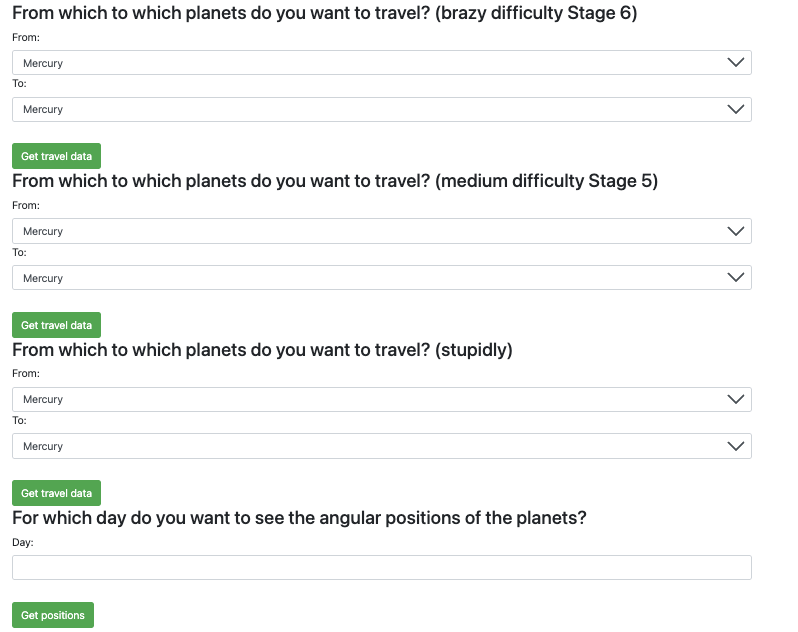 From which to which planets do you want to travel? (brazy difficulty Stage 6)
From:
Mercury
To:
Mercury
Get travel data
From which to which planets do you want to travel? (medium difficulty Stage 5)
From:
Mercury
To:
Mercury
Get travel data
From which to which planets do you want to travel? (stupidly)
From:
Mercury
To:
Mercury
Get travel data
For which day do you want to see the angular positions of the planets?
Day:
Get positions